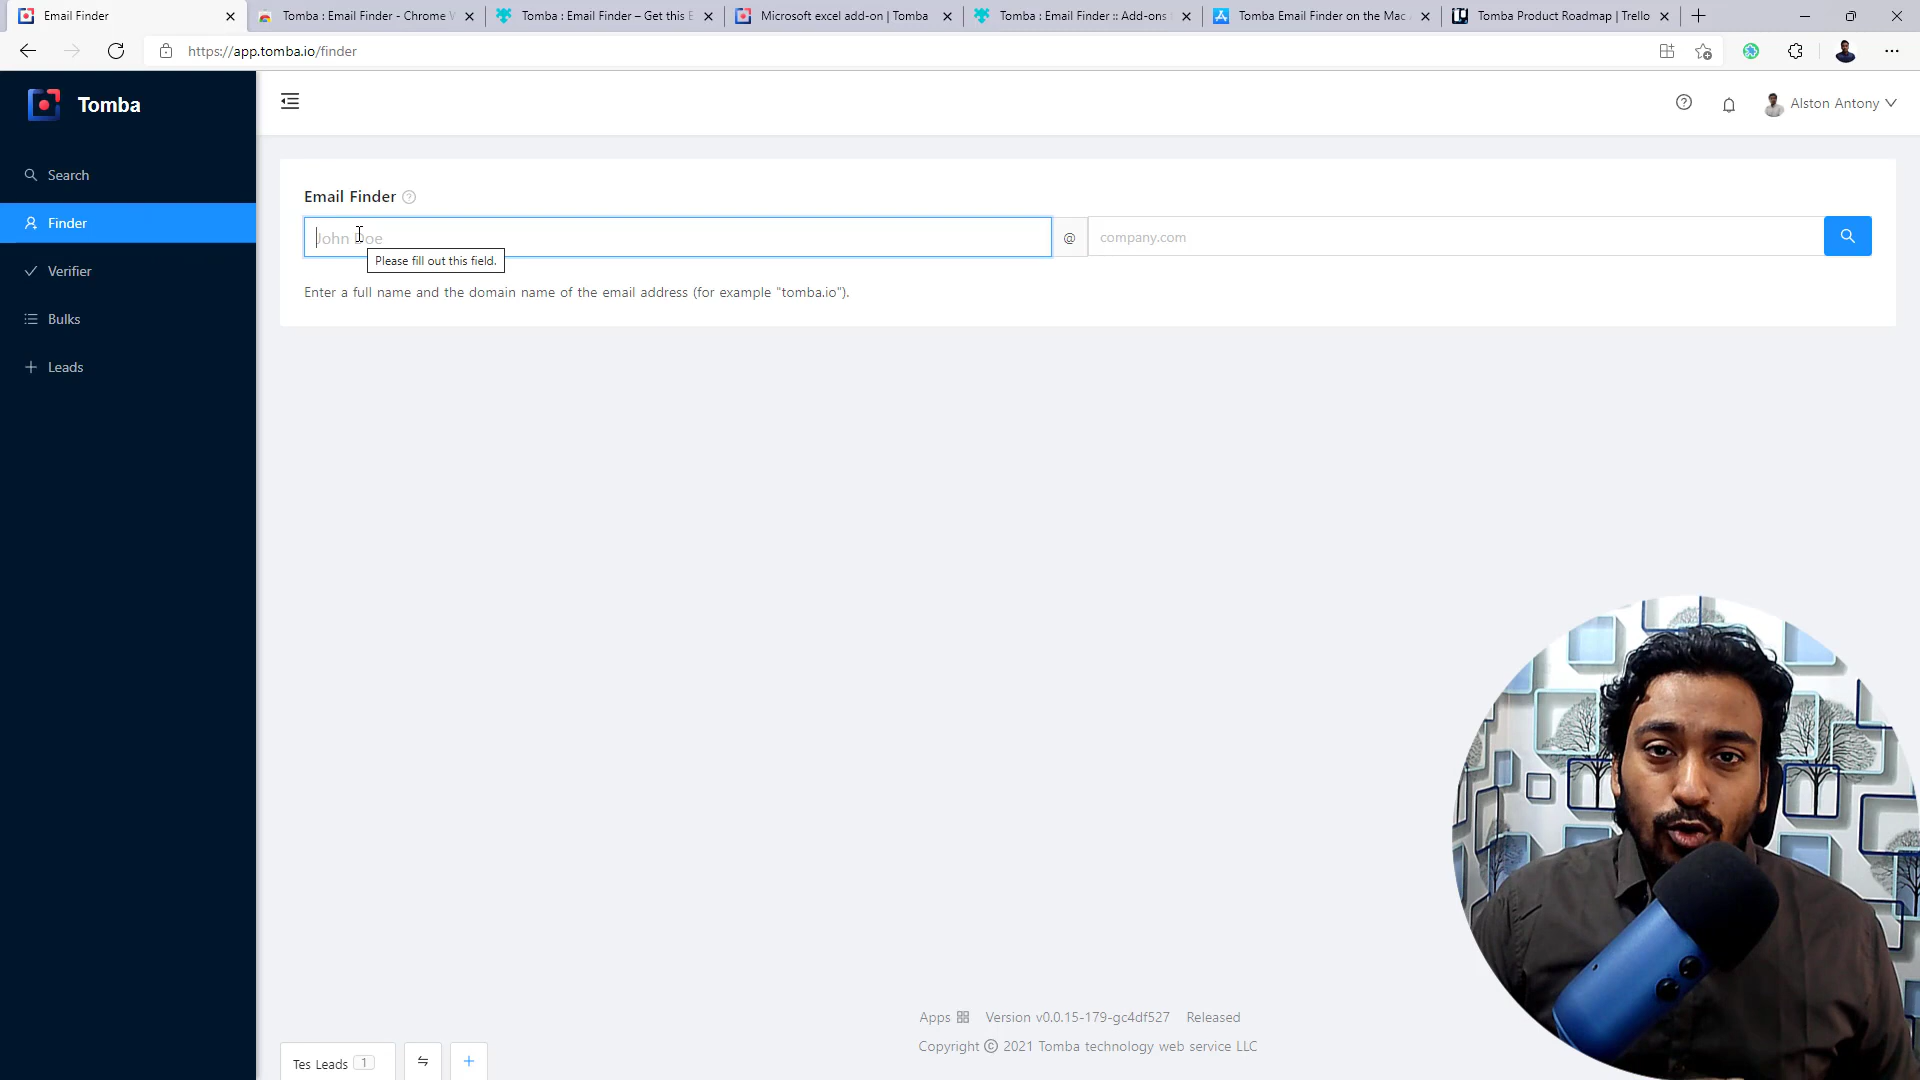 Email Finder
Tomba : Email Finder - Chrome
Tomba : Email Finder – Get this E
Microsoft excel add-on | Tomba
Tomba : Email Finder :: Add-ons
Tomba Email Finder on the Mac
Tomba Product Roadmap | Trello
https://app.tomba.io/finder
Tomba
Alston Antony
Search
Finder
Verifier
Bulks
Leads
Email Finder
John Doe
@
company.com
Please fill out this field.
Enter a full name and the domain name of the email address (for example "tomba.io").
Apps
Version v0.0.15-179-gc4df527
Released
Copyright © 2021 Tomba technology web service LLC
Tes Leads 1